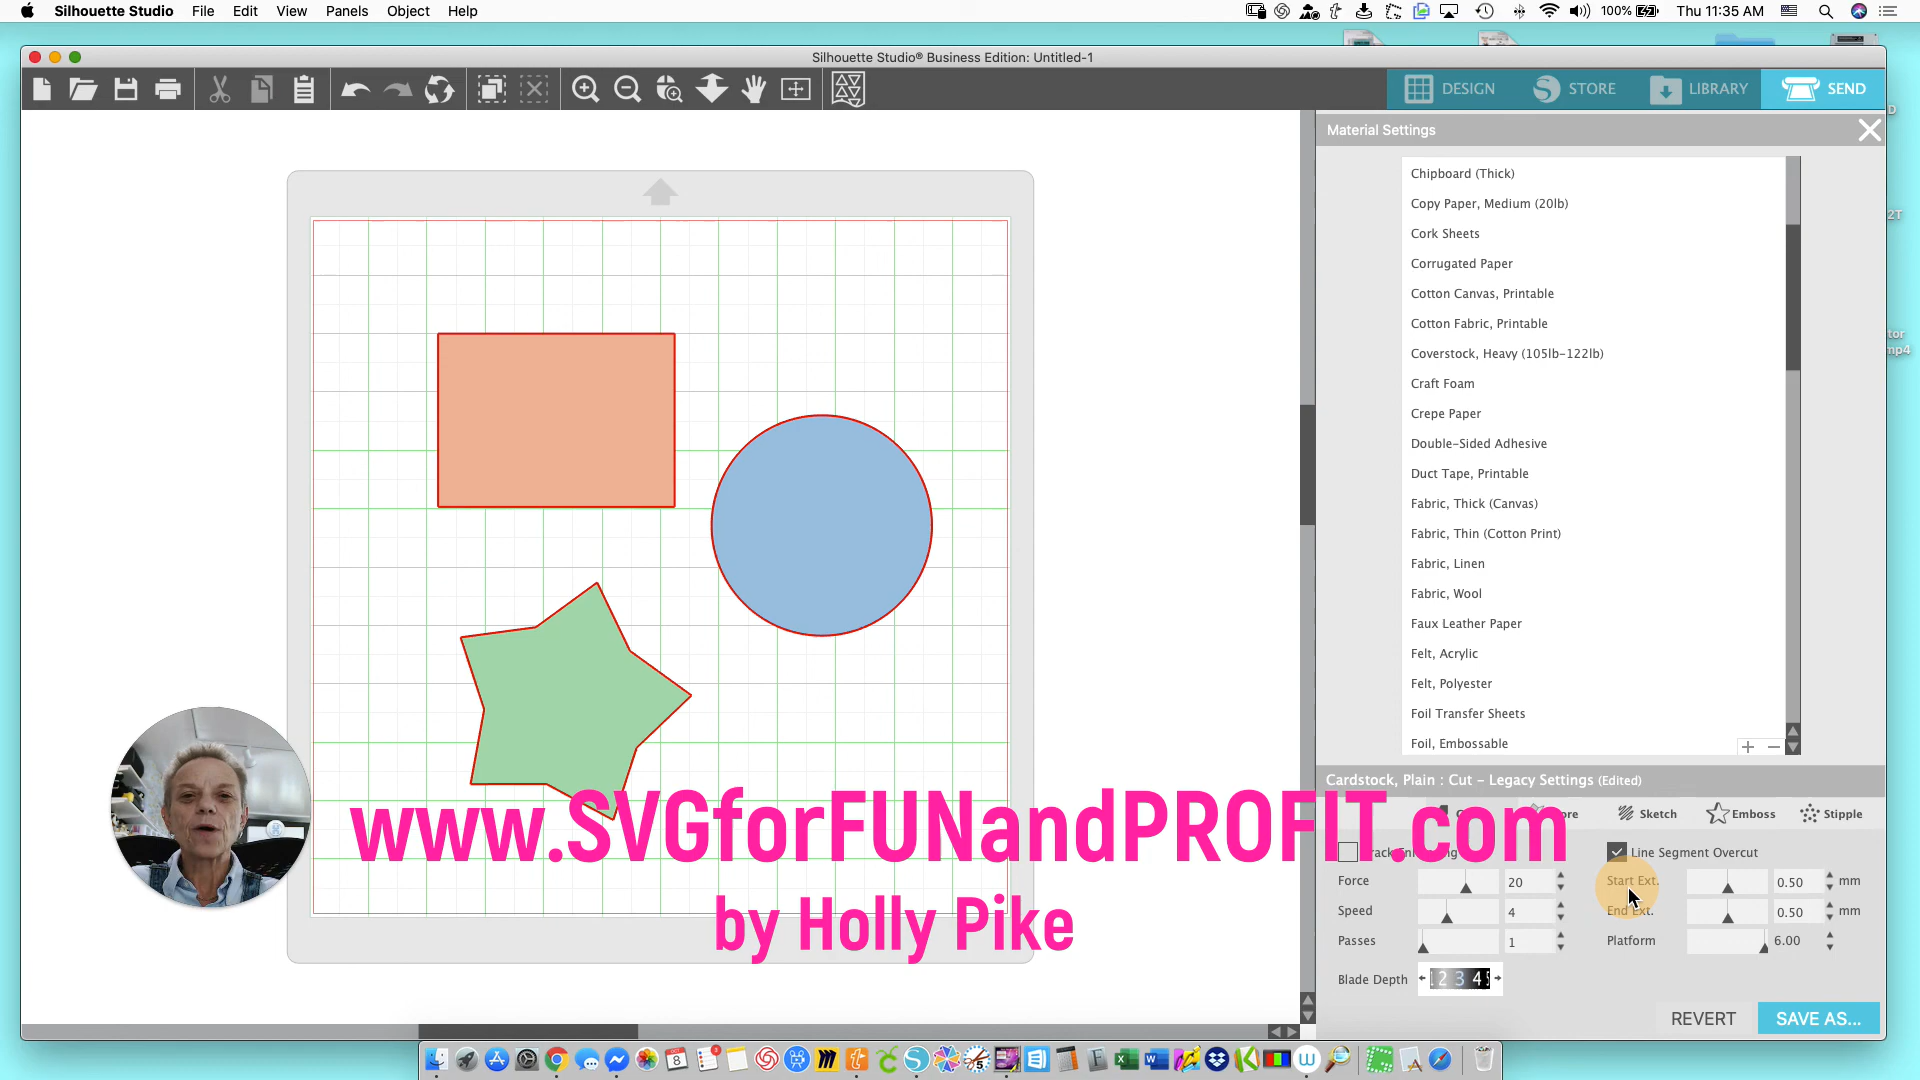 Silhouette Studio File Edit View Panels Object Help
100% Thu 11:35 AM
Silhouette Studio® Business Edition: Untitled-1
DESIGN STORE LIBRARY SEND
Material Settings
Chipboard (Thick)
Copy Paper, Medium (20lb)
Cork Sheets
Corrugated Paper
Cotton Canvas, Printable
Cotton Fabric, Printable
Coverstock, Heavy (105lb-122lb)
Craft Foam
Crepe Paper
Double-Sided Adhesive
Duct Tape, Printable
Fabric, Thick (Canvas)
Fabric, Thin (Cotton Print)
Fabric, Linen
Fabric, Wool
Faux Leather Paper
Felt, Acrylic
Felt, Polyester
Foil Transfer Sheets
Foil, Embossable
Cardstock, Plain : Cut - Legacy Settings (Edited)
Sketch Emboss Stipple
www.SVGforFUNandPROFIT.com
by Holly Pike
Line Segment Overcut
Force 20 Start Ext. 0.50 mm
Speed 4 End Ext. 0.50 mm
Passes 1 Platform 6.00
Blade Depth 2 3 4
REVERT SAVE AS...